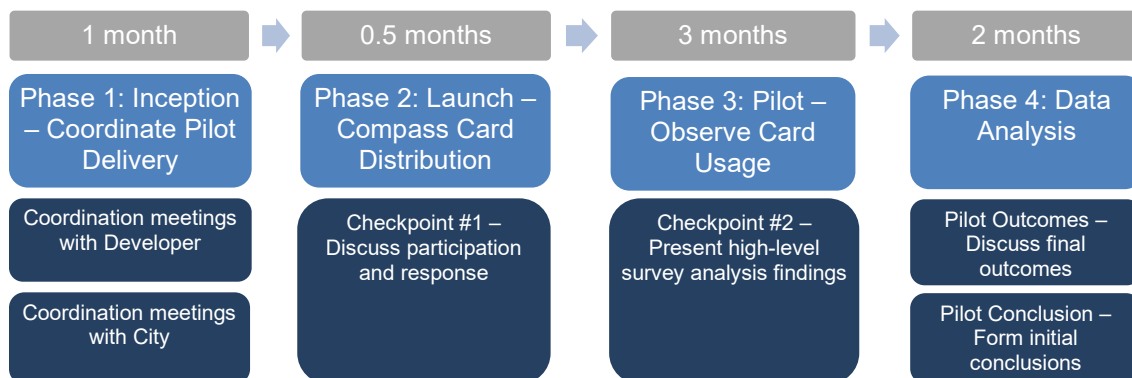 1 month
0.5 months
3 months
2 months
Phase 1: Inception
– Coordinate Pilot
Delivery
Phase 2: Launch –
Compass Card
Distribution
Phase 3: Pilot –
Observe Card
Usage
Phase 4: Data
Analysis
Coordination meetings
with Developer
Coordination meetings
with City
Checkpoint #1 –
Discuss participation
and response
Checkpoint #2 –
Present high-level
survey analysis findings
Pilot Outcomes –
Discuss final
outcomes
Pilot Conclusion –
Form initial
conclusions